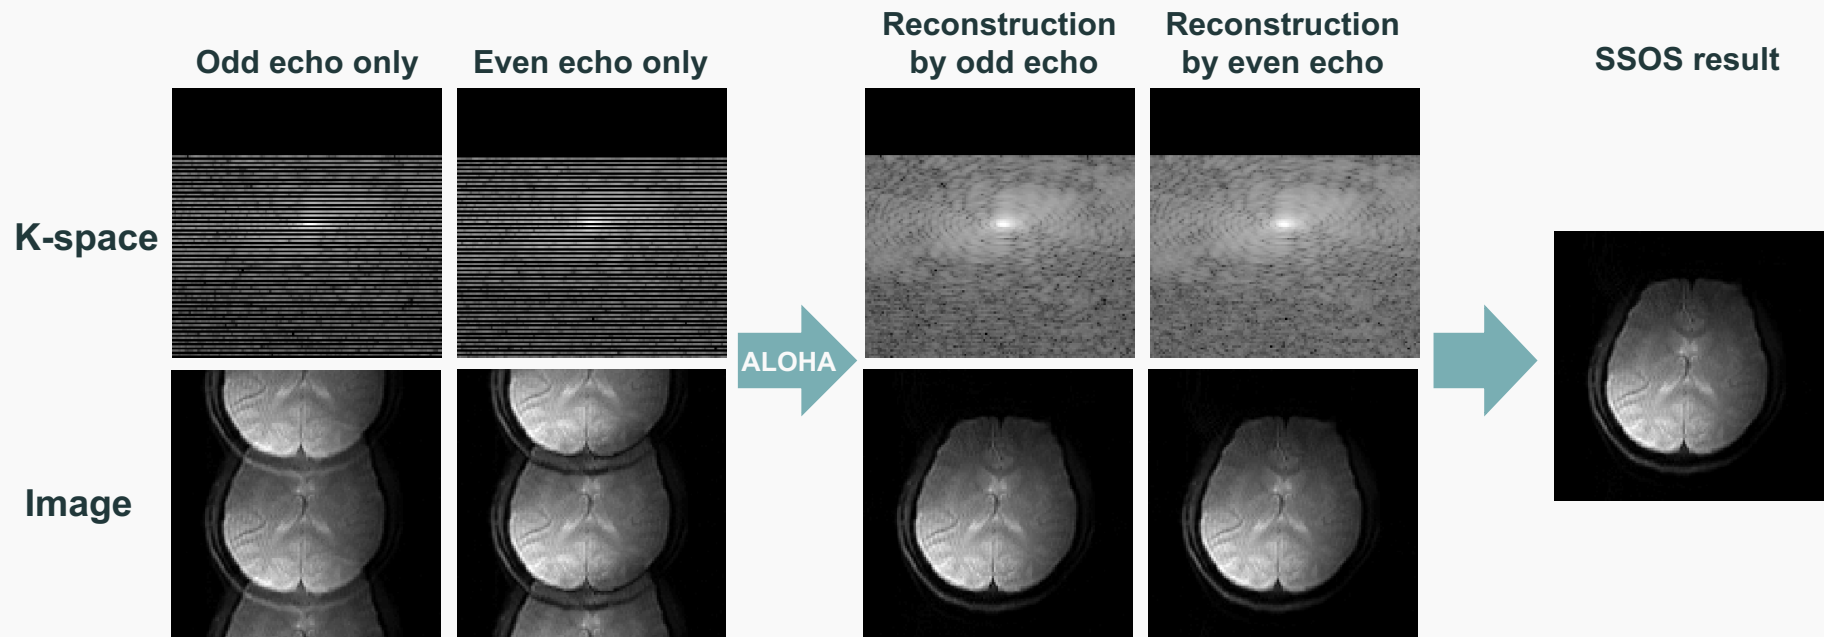 Odd echo only
Even echo only
Reconstruction
by odd echo
Reconstruction
by even echo
SSOS result
K-space
ALOHA
Image